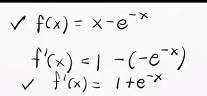 ✓ f(x) = x - e^-x
f'(x) = 1 - (-e^-x)
✓ f'(x) = 1 + e^-x